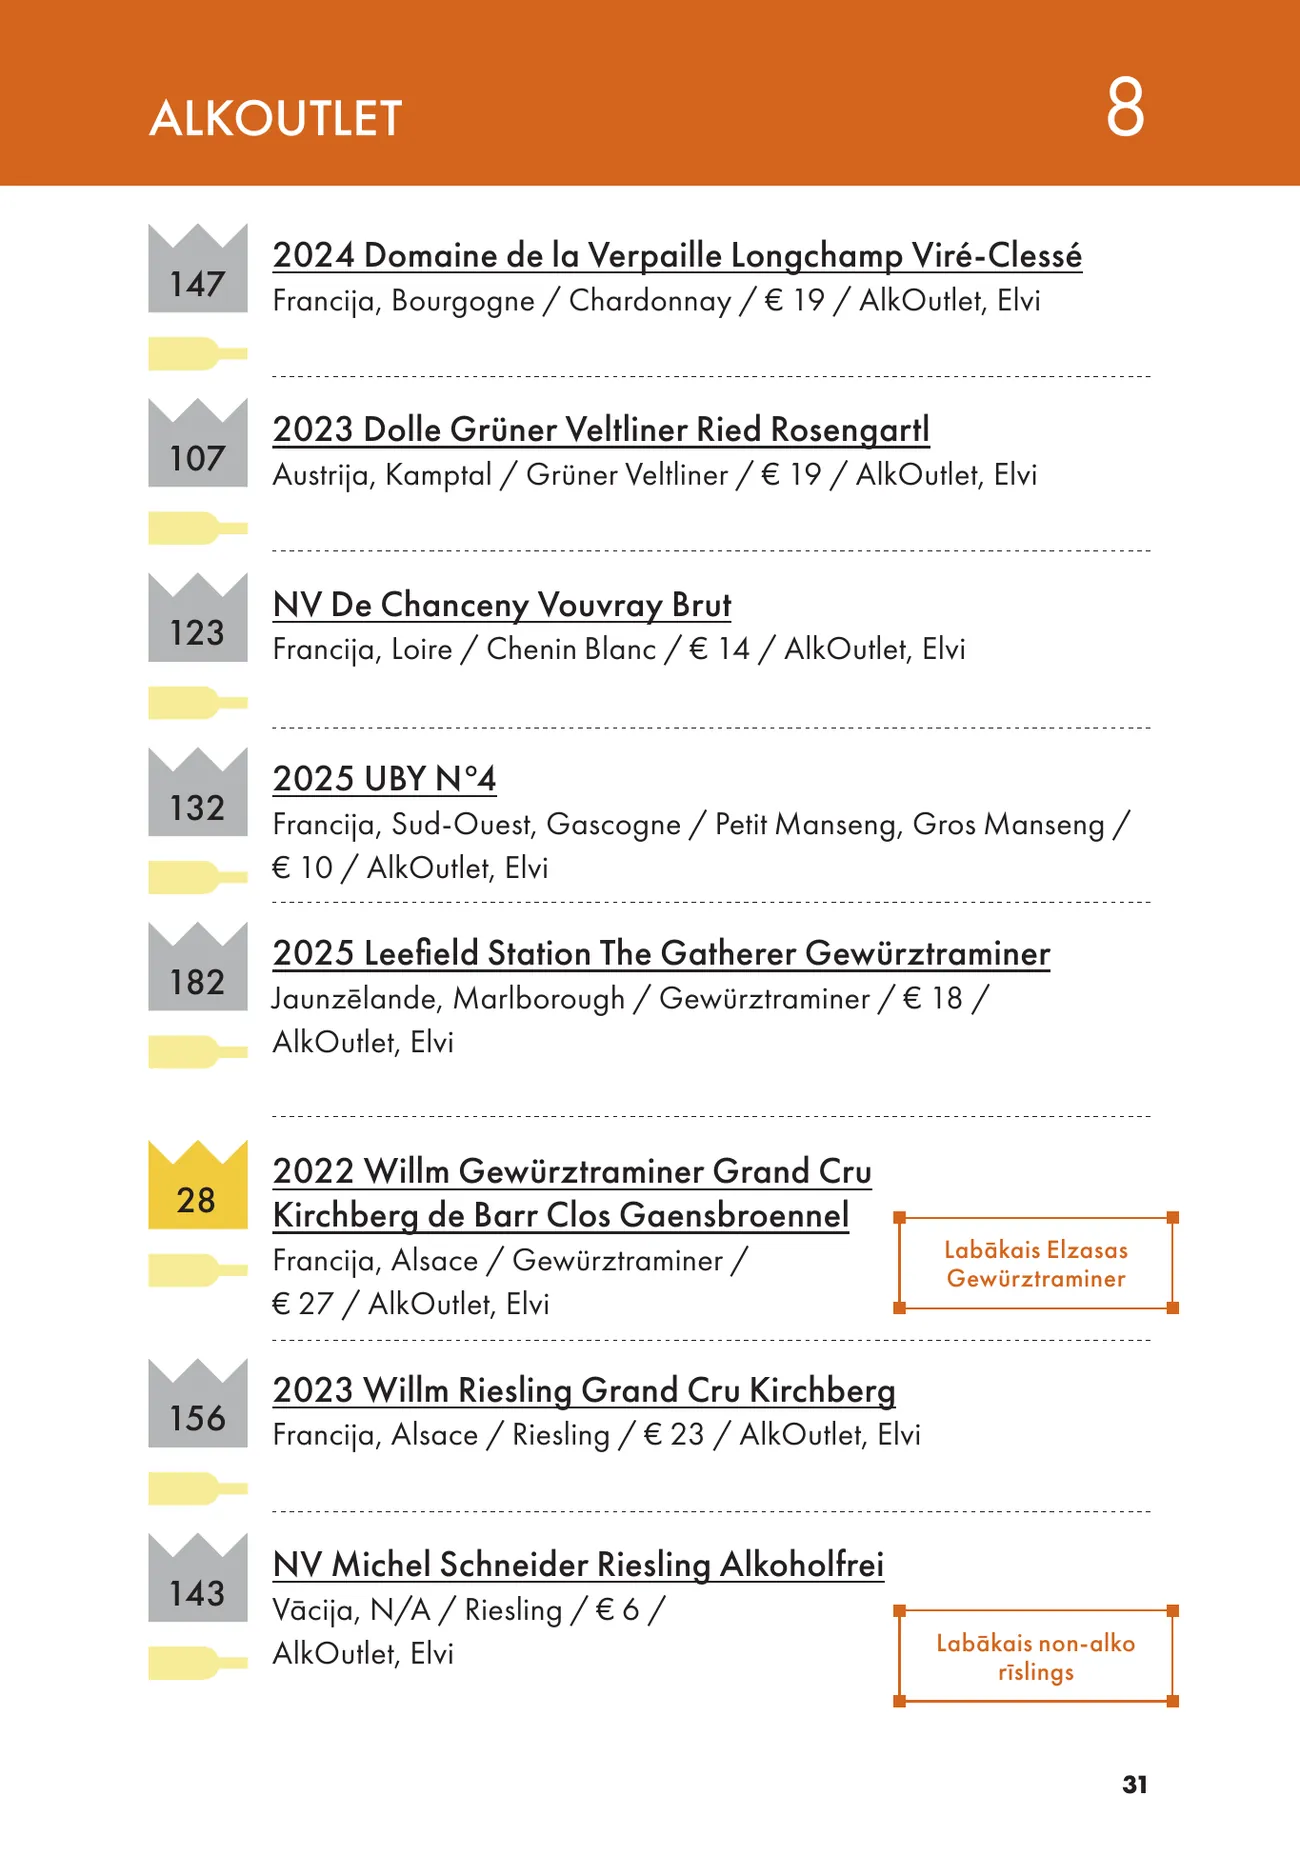 ALKOUTLET
8
147
2024 Domaine de la Verpaille Longchamp Viré-Clessé
Francija, Bourgogne / Chardonnay / € 19 / AlkOutlet, Elvi
107
2023 Dolle Grüner Veltliner Ried Rosengartl
Austrija, Kamptal / Grüner Veltliner / € 19 / AlkOutlet, Elvi
123
NV De Chanceny Vouvray Brut
Francija, Loire / Chenin Blanc / € 14 / AlkOutlet, Elvi
132
2025 UBY N°4
Francija, Sud-Ouest, Gascogne / Petit Manseng, Gros Manseng /
€ 10 / AlkOutlet, Elvi
182
2025 Leefield Station The Gatherer Gewürztraminer
Jaunzēlande, Marlborough / Gewürztraminer / € 18 /
AlkOutlet, Elvi
28
2022 Willm Gewürztraminer Grand Cru
Kirchberg de Barr Clos Gaensbroennel
Francija, Alsace / Gewürztraminer /
€ 27 / AlkOutlet, Elvi
Labākais Elzasas
Gewürztraminer
156
2023 Willm Riesling Grand Cru Kirchberg
Francija, Alsace / Riesling / € 23 / AlkOutlet, Elvi
143
NV Michel Schneider Riesling Alkoholfrei
Vācija, N/A / Riesling / € 6 /
AlkOutlet, Elvi
Labākais non-alko
rīslings
31